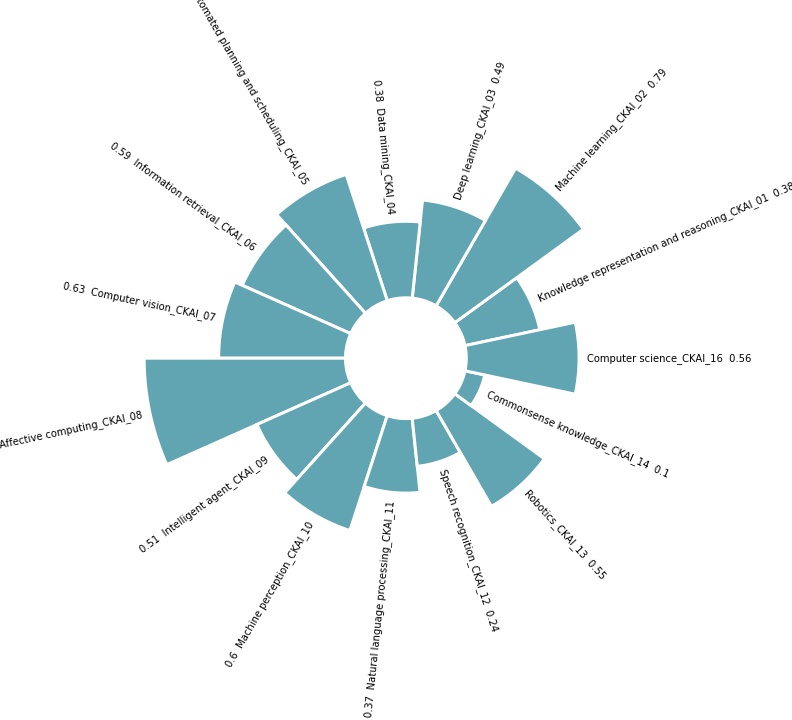 Knowledge representation and reasoning_CKAI_01 0.38
Machine learning_CKAI_02 0.79
Deep learning_CKAI_03 0.49
0.38 Data mining_CKAI_04
planning and scheduling_CKAI_05
0.59 Information retrieval_CKAI_06
0.63 Computer vision_CKAI_07
Affective computing_CKAI_08
0.51 Intelligent agent_CKAI_09
0.6 Machine perception_CKAI_10
0.37 Natural language processing_CKAI_11
Speech recognition_CKAI_12 0.24
Robotics_CKAI_13 0.55
Commonsense knowledge_CKAI_14 0.1
Computer science_CKAI_16 0.56